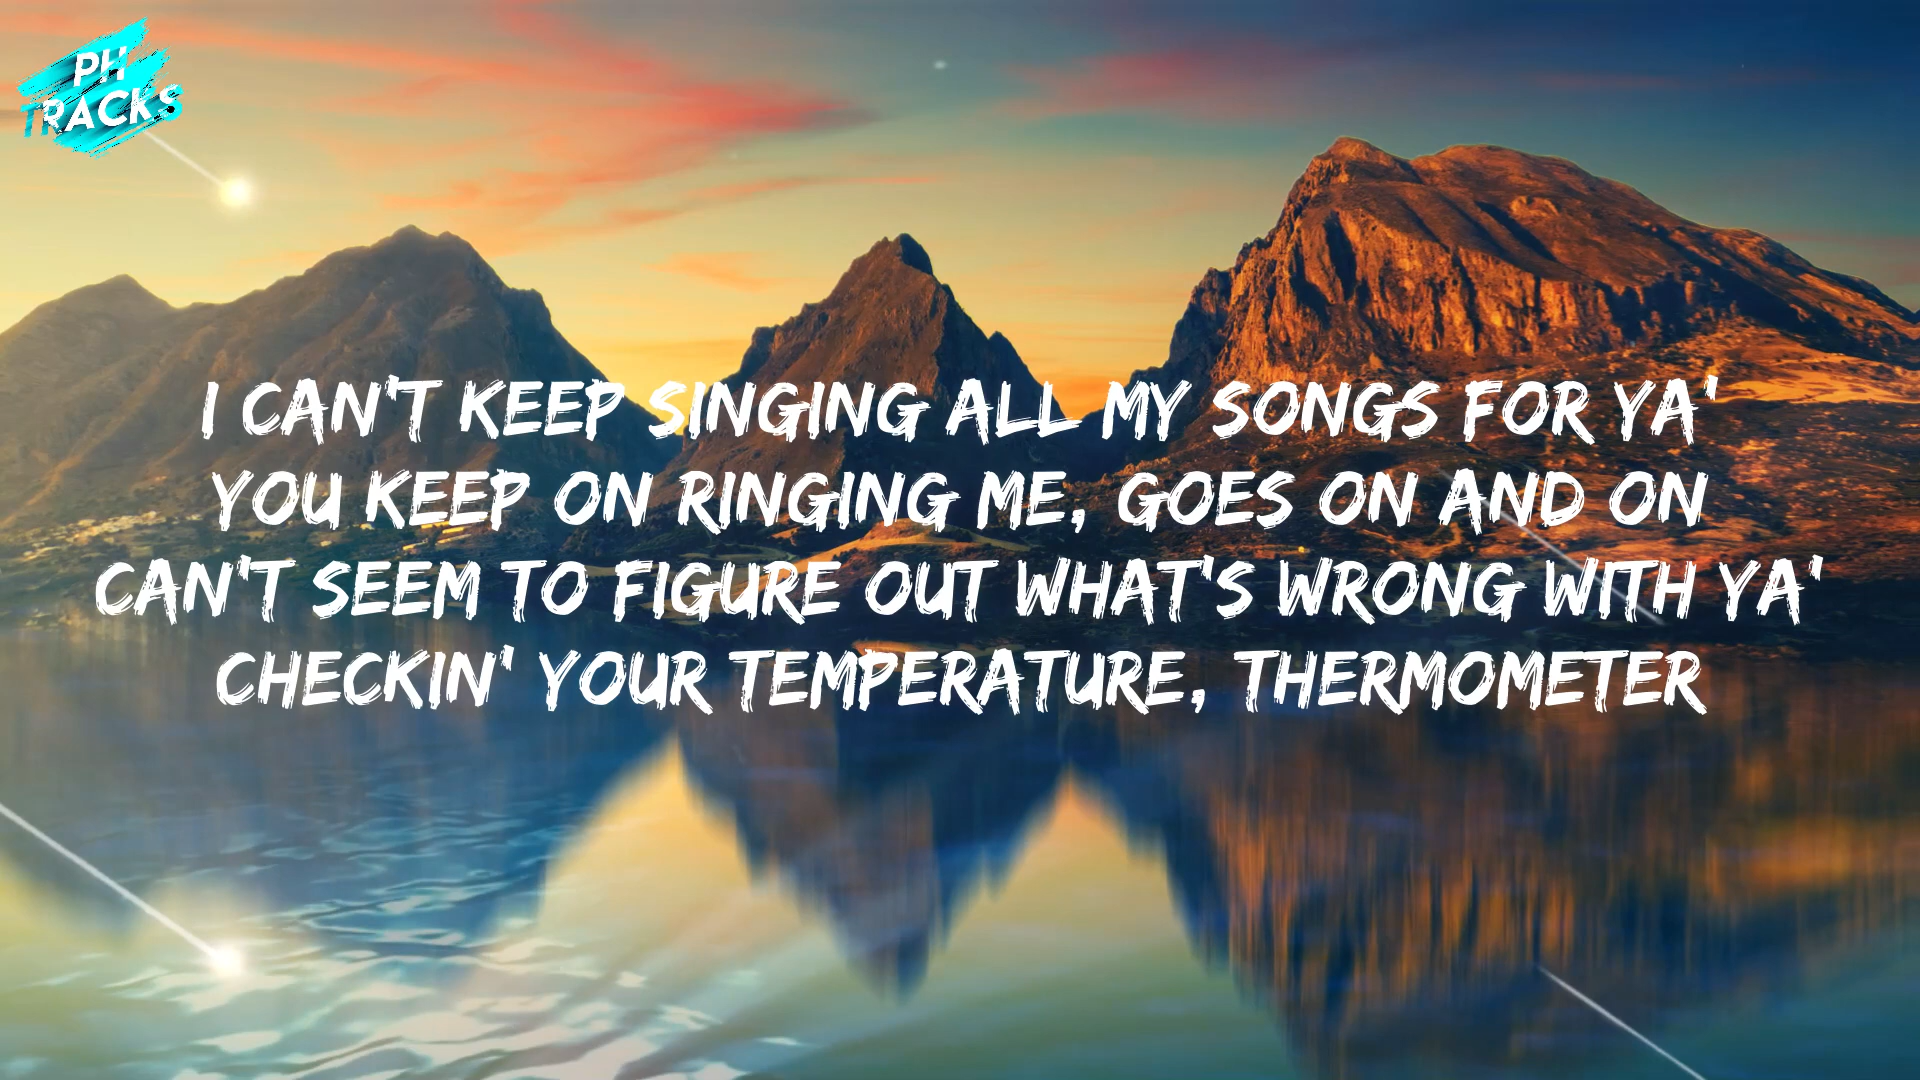 PH
TRACKS
I CAN'T KEEP SINGING ALL MY SONGS FOR YA'
YOU KEEP ON RINGING ME, GOES ON AND ON
CAN'T SEEM TO FIGURE OUT WHAT'S WRONG WITH YA'
CHECKIN' YOUR TEMPERATURE, THERMOMETER